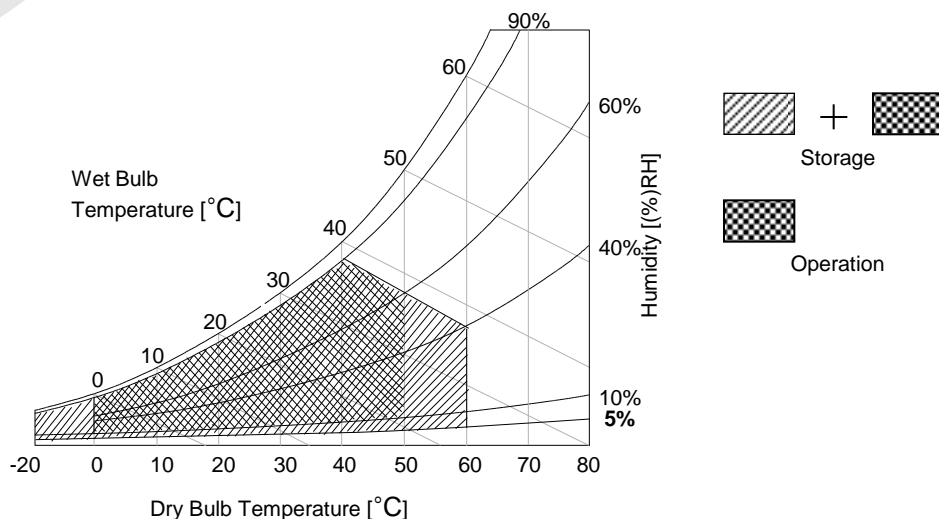 90%
60
60%
50
Wet Bulb
Temperature [°C]
40
40%
30
20
10
0
10%
5%
Humidity [(%)RH]
-20 0 10 20 30 40 50 60 70 80
Dry Bulb Temperature [°C]
+
Storage
Operation